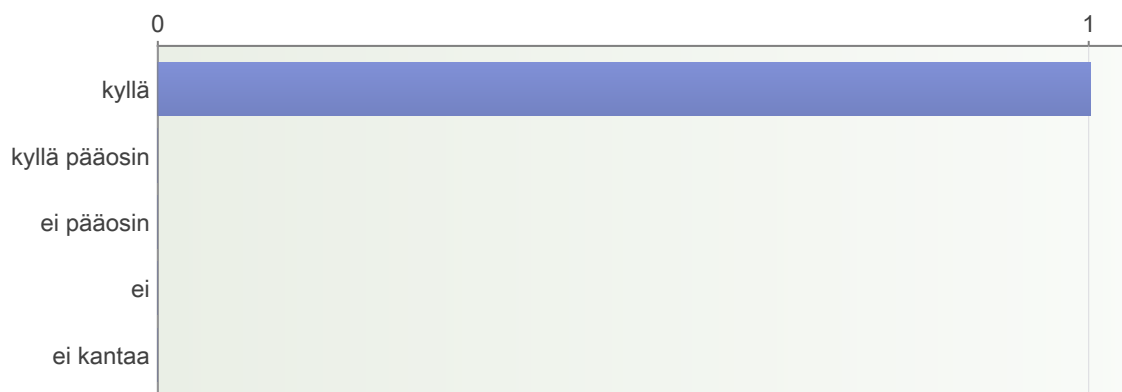 0 1
kyllä
kyllä pääosin
ei pääosin
ei
ei kantaa